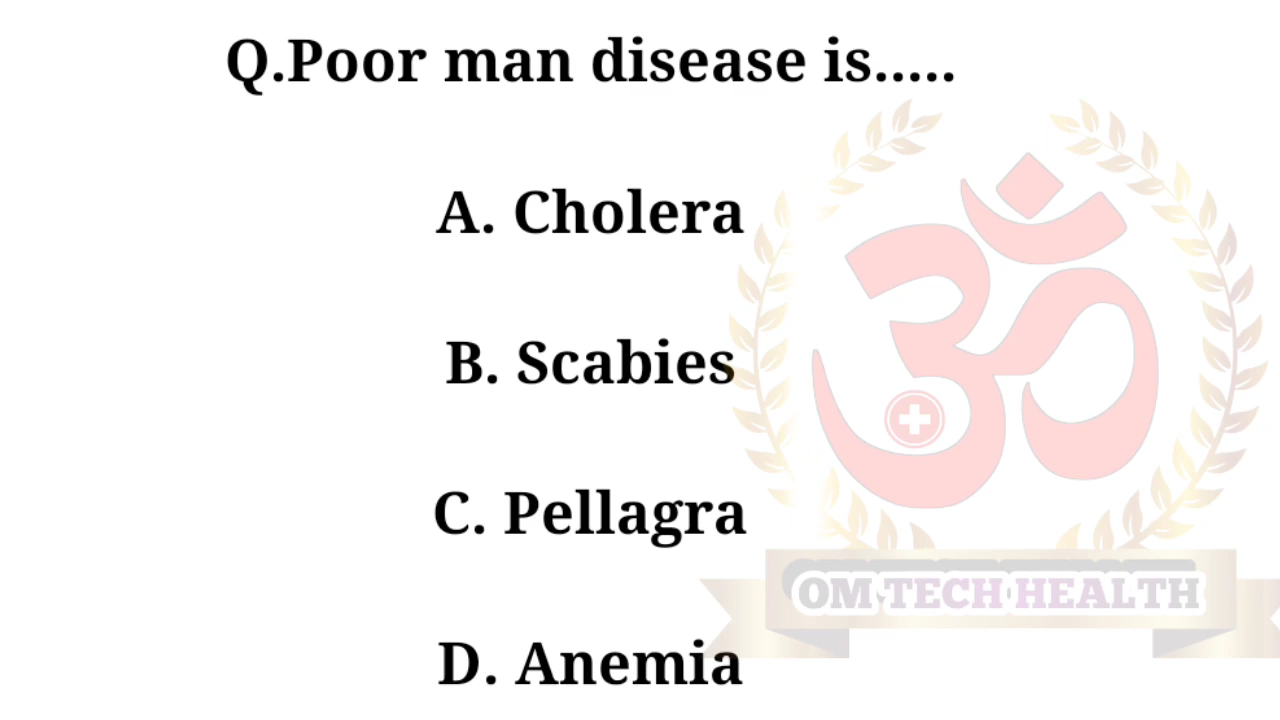 Q.Poor man disease is.....
A. Cholera
B. Scabies
C. Pellagra
D. Anemia
ॐ
OM TECH HEALTH